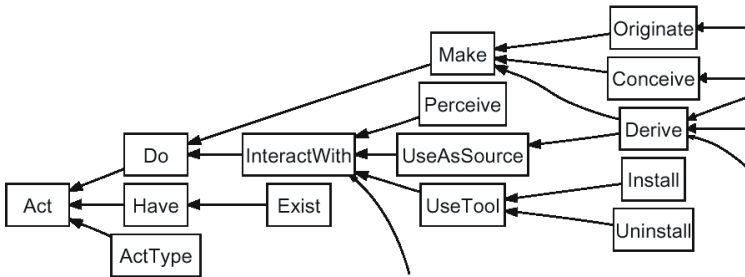 Originate
Make
Conceive
Perceive
Derive
Do
InteractWith
UseAsSource
Install
Act
Have
Exist
UseTool
Uninstall
ActType